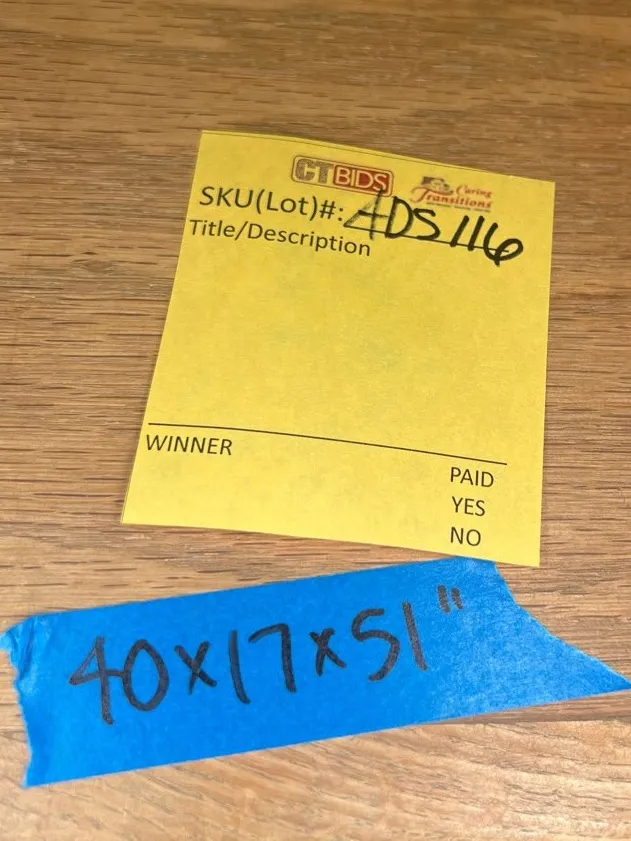 CTBIDS
Caring Transitions
SKU(Lot)#: ADS116
Title/Description
WINNER
PAID
YES
NO
40x17x51"